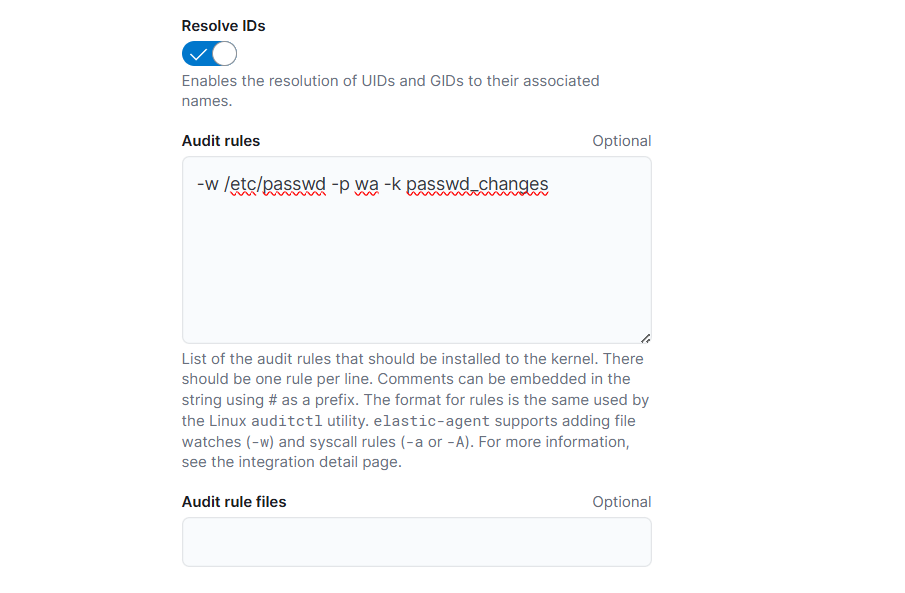 Resolve IDs
Enables the resolution of UIDs and GIDs to their associated
names.
Audit rules Optional
-w /etc/passwd -p wa -k passwd_changes
List of the audit rules that should be installed to the kernel. There
should be one rule per line. Comments can be embedded in the
string using # as a prefix. The format for rules is the same used by
the Linux auditctl utility. elastic-agent supports adding file
watches (-w) and syscall rules (-a or -A). For more information,
see the integration detail page.
Audit rule files Optional